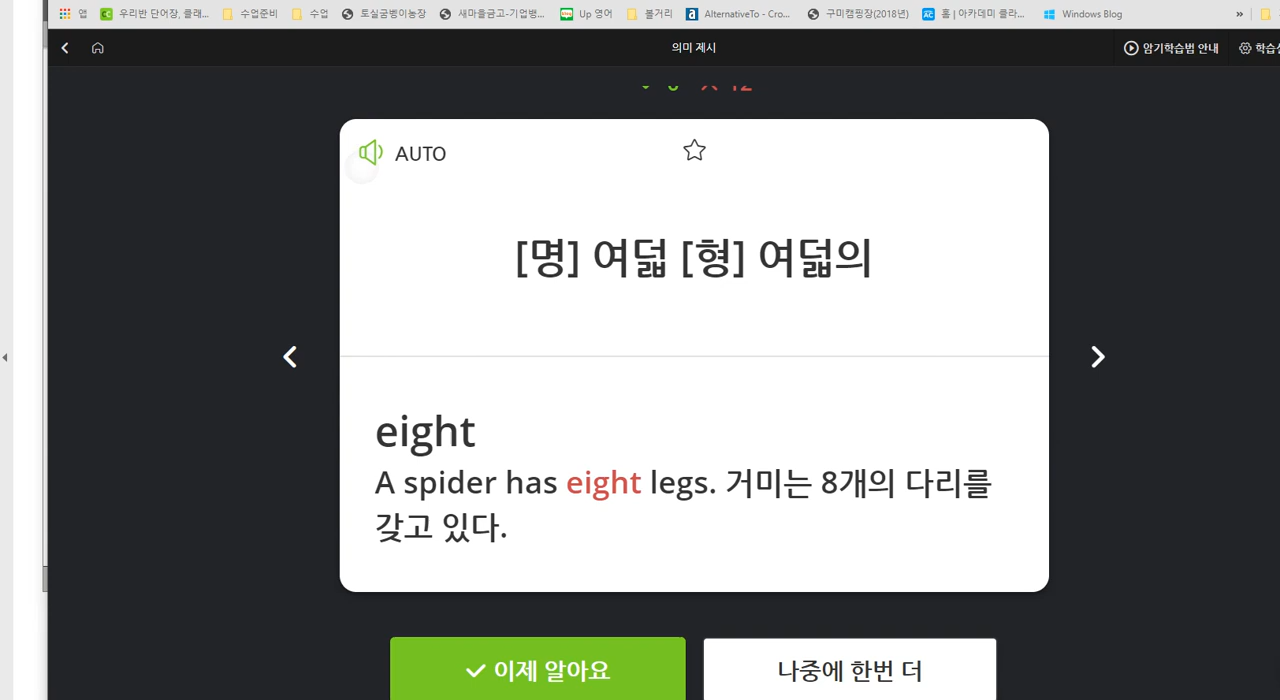 앱 우리반 단어장, 클래... 수업준비 수업 토실굼벵이농장 새마을금고-기업뱅... Up 영어 볼거리 AlternativeTo - Cro... 구미캠핑장(2018년) 홈 | 아카데미 클라... Windows Blog »
의미 제시 암기학습법 안내
AUTO
[명] 여덟 [형] 여덟의
eight
A spider has eight legs. 거미는 8개의 다리를
갖고 있다.
이제 알아요 나중에 한번 더